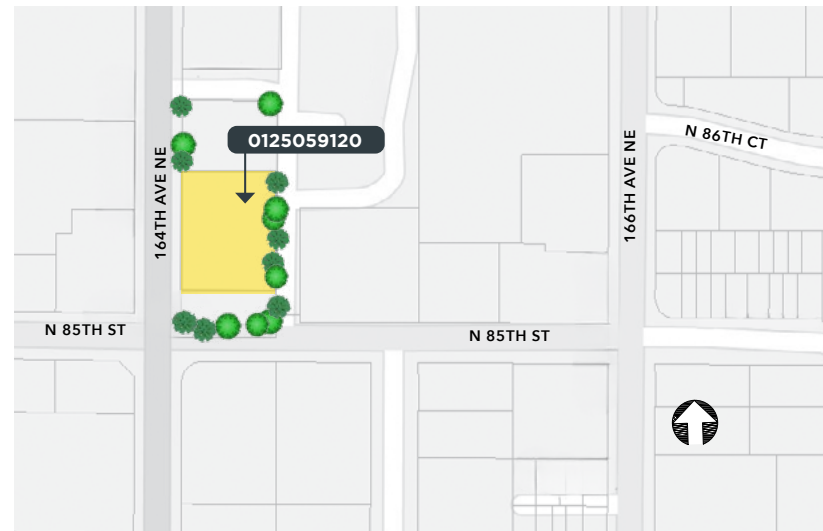 0125059120
N 86TH CT
164TH AVE NE
166TH AVE NE
N 85TH ST
N 85TH ST